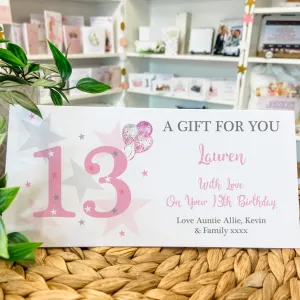 13
A GIFT FOR YOU
Lauren
With Love
On Your 13th Birthday
Love Auntie Allie, Kevin
& Family xxxx